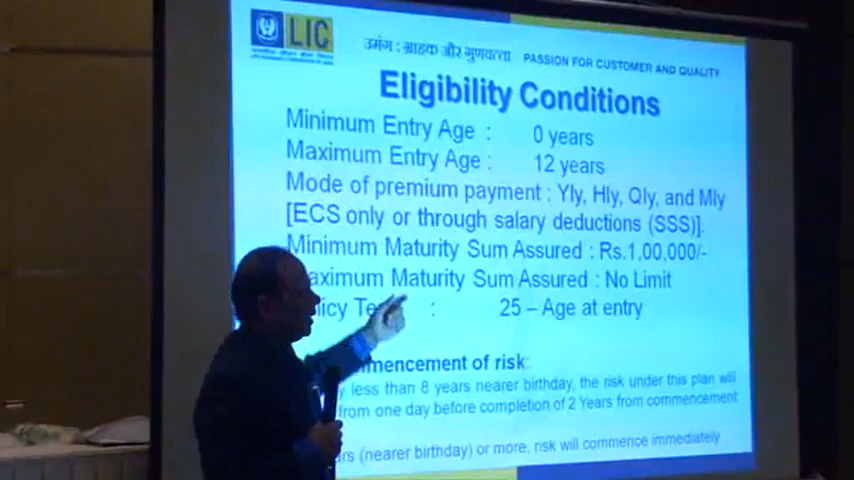 LIC
उमंग : ग्राहक और गुणवत्ता PASSION FOR CUSTOMER AND QUALITY
Eligibility Conditions
Minimum Entry Age : 0 years
Maximum Entry Age : 12 years
Mode of premium payment : Yly, Hly, Qly, and Mly
[ECS only or through salary deductions (SSS)].
Minimum Maturity Sum Assured : Rs.1,00,000/-
aximum Maturity Sum Assured : No Limit
licy Te : 25 – Age at entry
mmencement of risk:
y less than 8 years nearer birthday, the risk under this plan will
from one day before completion of 2 Years from commencement
rs (nearer birthday) or more, risk will commence immediately